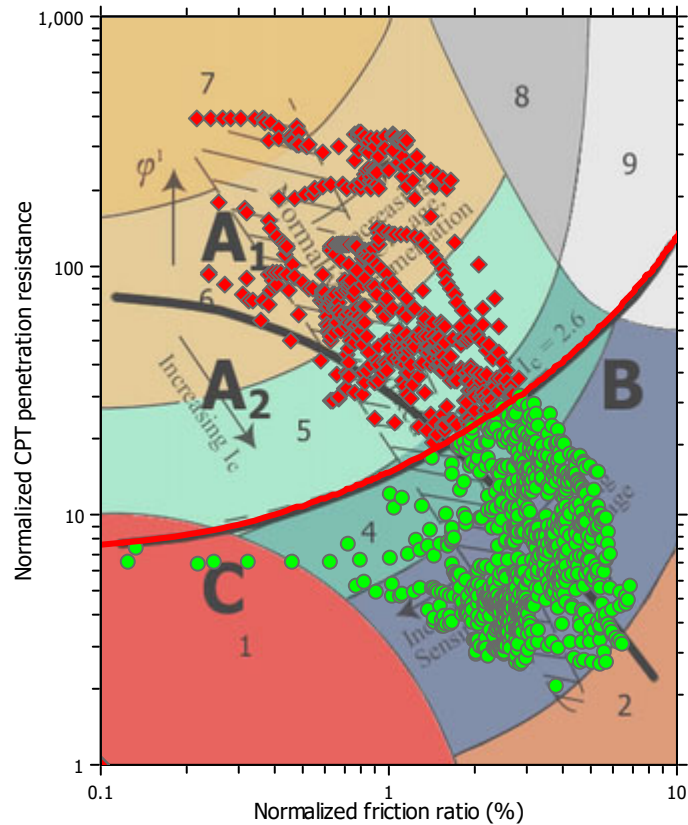 1,000
100
10
1
0.1
1
10
Normalized CPT penetration resistance
Normalized friction ratio (%)
7
8
9
φ'
A1
6
A2
B
Increasing Ic
5
Ic = 2.6
4
C
1
2